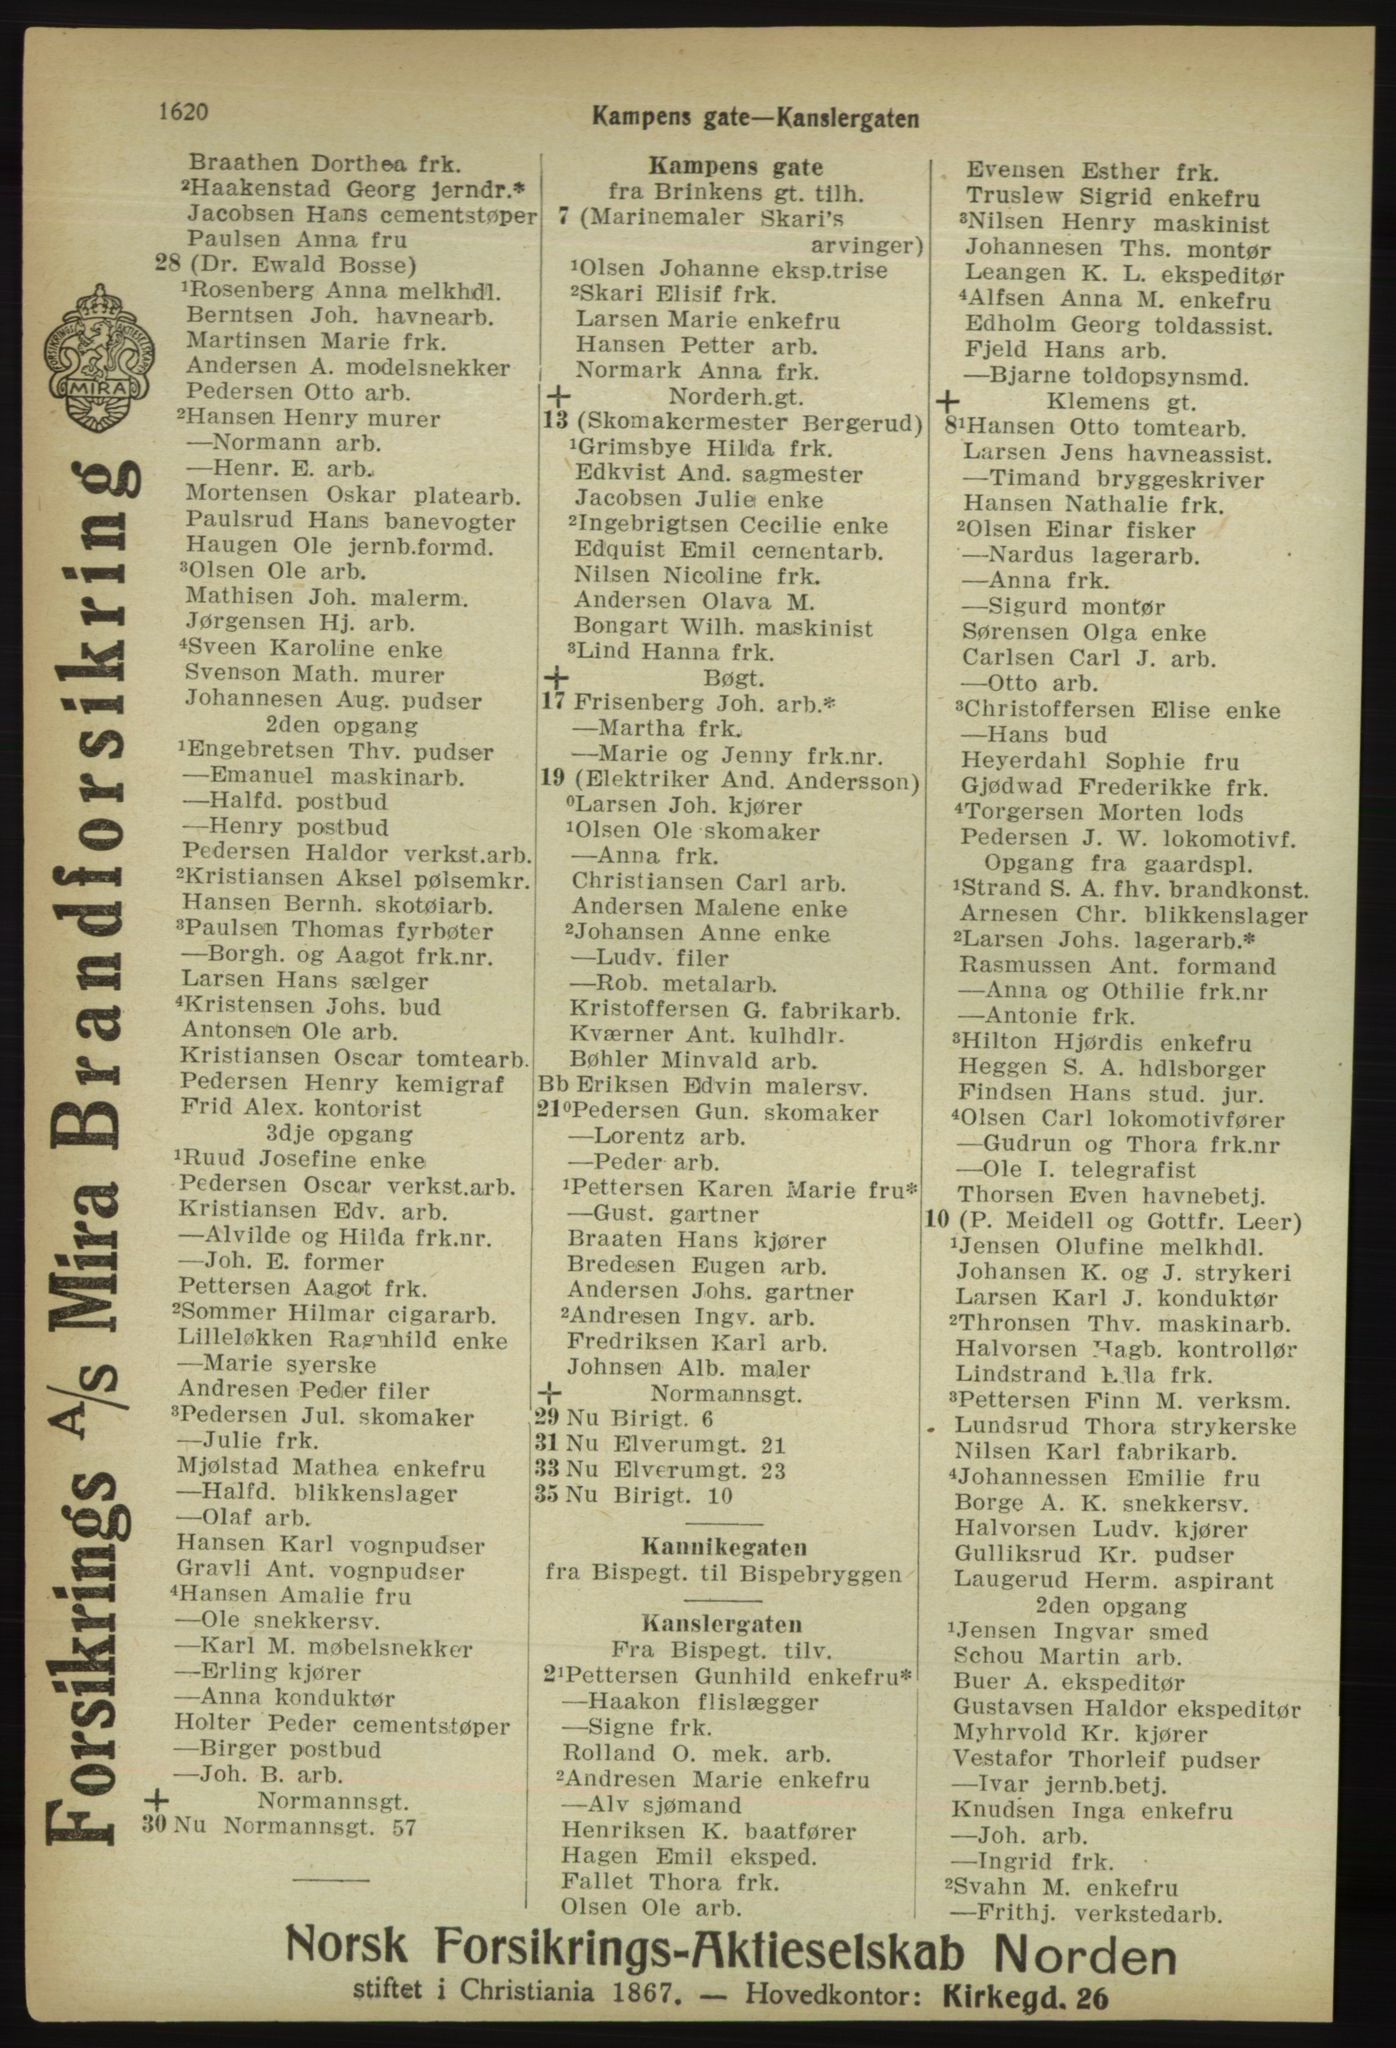 1620
Kampens gate—Kanslergaten
Braathen Dorthea frk.
²Haakenstad Georg jerndr.*
Jacobsen Hans cementstøper
Paulsen Anna fru
28 (Dr. Ewald Bosse)
¹Rosenberg Anna melkhdl.
Berntsen Joh. havnearb.
Martinsen Marie frk.
Andersen A. modelsnekker
Pedersen Otto arb.
²Hansen Henry murer
—Normann arb.
—Henr. E. arb.
Mortensen Oskar platearb.
Paulsrud Hans banevogter
Haugen Ole jernb.formd.
³Olsen Ole arb.
Mathisen Joh. malerm.
Jørgensen Hj. arb.
⁴Sveen Karoline enke
Svenson Math. murer
Johannesen Aug. pudser
2den opgang
¹Engebretsen Thv. pudser
—Emanuel maskinarb.
—Halfd. postbud
—Henry postbud
Pedersen Haldor verkst.arb.
²Kristiansen Aksel pølsemkr.
Hansen Bernh. skotøiarb.
³Paulsen Thomas fyrbøter
—Borgh. og Aagot frk.nr.
Larsen Hans sælger
⁴Kristensen Johs. bud
Antonsen Ole arb.
Kristiansen Oscar tomtearb.
Pedersen Henry kemigraf
Frid Alex. kontorist
3dje opgang
¹Ruud Josefine enke
Pedersen Oscar verkst.arb.
Kristiansen Edv. arb.
—Alvilde og Hilda frk.nr.
—Joh. E. former
Pettersen Aagot frk.
²Sommer Hilmar cigararb.
Lilleløkken Ragnhild enke
—Marie syerske
Andresen Peder filer
³Pedersen Jul. skomaker
—Julie frk.
Mjølstad Mathea enkefru
—Halfd. blikkenslager
—Olaf arb.
Hansen Karl vognpudser
Gravli Ant. vognpudser
⁴Hansen Amalie fru
—Ole snekkersv.
—Karl M. møbelsnekker
—Erling kjører
—Anna konduktør
Holter Peder cementstøper
—Birger postbud
—Joh. B. arb.
+ Normannsgt.
30 Nu Normannsgt. 57
Kampens gate
fra Brinkens gt. tilh.
7 (Marinemaler Skari's
arvinger)
¹Olsen Johanne eksp.trise
²Skari Elisif frk.
Larsen Marie enkefru
Hansen Petter arb.
Normark Anna frk.
+ Norderh.gt.
13 (Skomakermester Bergerud)
¹Grimsbye Hilda frk.
Edkvist And. sagmester
Jacobsen Julie enke
²Ingebrigtsen Cecilie enke
Edquist Emil cementarb.
Nilsen Nicoline frk.
Andersen Olava M.
Bongart Wilh. maskinist
³Lind Hanna frk.
+ Bøgt.
17 Frisenberg Joh. arb.*
—Martha frk.
—Marie og Jenny frk.nr.
19 (Elektriker And. Andersson)
⁰Larsen Joh. kjører
¹Olsen Ole skomaker
—Anna frk.
Christiansen Carl arb.
Andersen Malene enke
²Johansen Anne enke
—Ludv. filer
—Rob. metalarb.
Kristoffersen G. fabrikarb.
Kværner Ant. kulhdlr.
Bøhler Minvald arb.
Bb Eriksen Edvin malersv.
21⁰Pedersen Gun. skomaker
—Lorentz arb.
—Peder arb.
¹Pettersen Karen Marie fru*
—Gust. gartner
Braaten Hans kjører
Bredesen Eugen arb.
Andersen Johs. gartner
²Andresen Ingv. arb.
Fredriksen Karl arb.
Johnsen Alb. maler
+ Normannsgt.
29 Nu Birigt. 6
31 Nu Elverumgt. 21
33 Nu Elverumgt. 23
35 Nu Birigt. 10
Kannikegaten
fra Bispegt. til Bispebryggen
Kanslergaten
Fra Bispegt. tilv.
2¹Pettersen Gunhild enkefru*
—Haakon flislægger
—Signe frk.
Rolland O. mek. arb.
²Andresen Marie enkefru
—Alv sjømand
Henriksen K. baatfører
Hagen Emil eksped.
Fallet Thora frk.
Olsen Ole arb.
Evensen Esther frk.
Truslew Sigrid enkefru
³Nilsen Henry maskinist
Johannesen Ths. montør
Leangen K. L. ekspeditør
⁴Alfsen Anna M. enkefru
Edholm Georg toldassist.
Fjeld Hans arb.
—Bjarne toldopsynsmd.
+ Klemens gt.
8¹Hansen Otto tomtearb.
Larsen Jens havneassist.
—Timand bryggeskriver
Hansen Nathalie frk.
²Olsen Einar fisker
—Nardus lagerarb.
—Anna frk.
—Sigurd montør
Sørensen Olga enke
Carlsen Carl J. arb.
—Otto arb.
³Christoffersen Elise enke
—Hans bud
Heyerdahl Sophie fru
Gjødwad Frederikke frk.
⁴Torgersen Morten lods
Pedersen J. W. lokomotivf.
Opgang fra gaardspl.
¹Strand S. A. fhv. brandkonst.
Arnesen Chr. blikkenslager
²Larsen Johs. lagerarb.*
Rasmussen Ant. formand
—Anna og Othilie frk.nr
—Antonie frk.
³Hilton Hjørdis enkefru
Heggen S. A. hdlsborger
Findsen Hans stud. jur.
⁴Olsen Carl lokomotivfører
—Gudrun og Thora frk.nr
—Ole I. telegrafist
Thorsen Even havnebetj.
10 (P. Meidell og Gottfr. Leer)
¹Jensen Olufine melkhdl.
Johansen K. og J. strykeri
Larsen Karl J. konduktør
²Thronsen Thv. maskinarb.
Halvorsen Hagb. kontrollør
Lindstrand Ella frk.
³Pettersen Finn M. verksm.
Lundsrud Thora strykerske
Nilsen Karl fabrikarb.
⁴Johannessen Emilie fru
Borge A. K. snekkersv.
Halvorsen Ludv. kjører
Gulliksrud Kr. pudser
Laugerud Herm. aspirant
2den opgang
¹Jensen Ingvar smed
Schou Martin arb.
Buer A. ekspeditør
Gustavsen Haldor ekspeditør
Myhrvold Kr. kjører
Vestafor Thorleif pudser
—Ivar jernb.betj.
Knudsen Inga enkefru
—Joh. arb.
—Ingrid frk.
²Svahn M. enkefru
—Frithj. verkstedarb.
Forsikrings A/s Mira Brandforsikring
FORSIKRINGS AKTIESELSKABET
MIRA
Norsk Forsikrings-Aktieselskab Norden
stiftet i Christiania 1867. — Hovedkontor: Kirkegd. 26